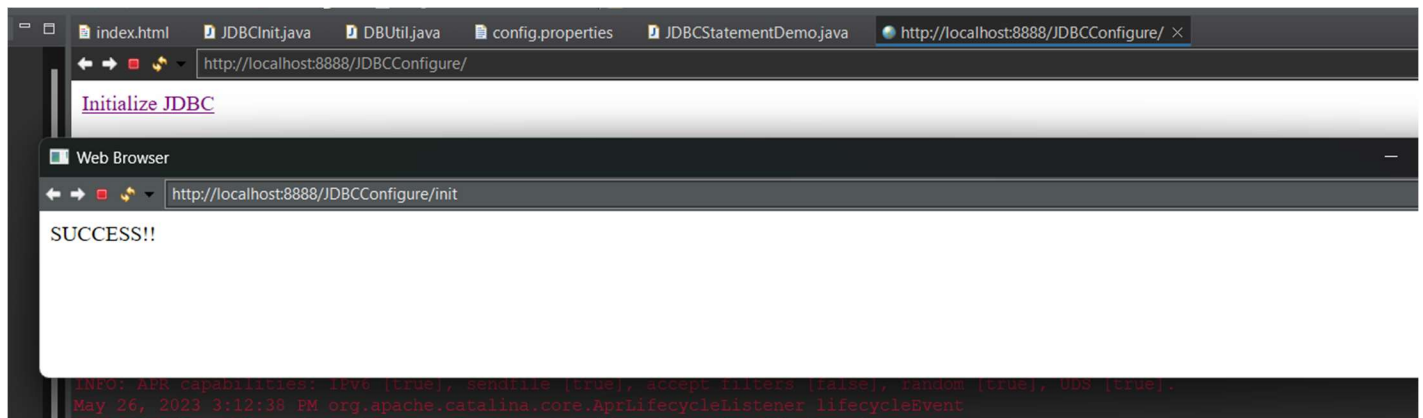 index.html JDBCInit.java DBUtil.java config.properties JDBCStatementDemo.java http://localhost:8888/JDBCConfigure/
http://localhost:8888/JDBCConfigure/
Initialize JDBC
Web Browser
http://localhost:8888/JDBCConfigure/init
SUCCESS!!
INFO: APR capabilities: IPv6 [true], sendfile [true], accept filters [false], random [true], UDS [true].
May 26, 2023 3:12:38 PM org.apache.catalina.core.AprLifecycleListener lifecycleEvent